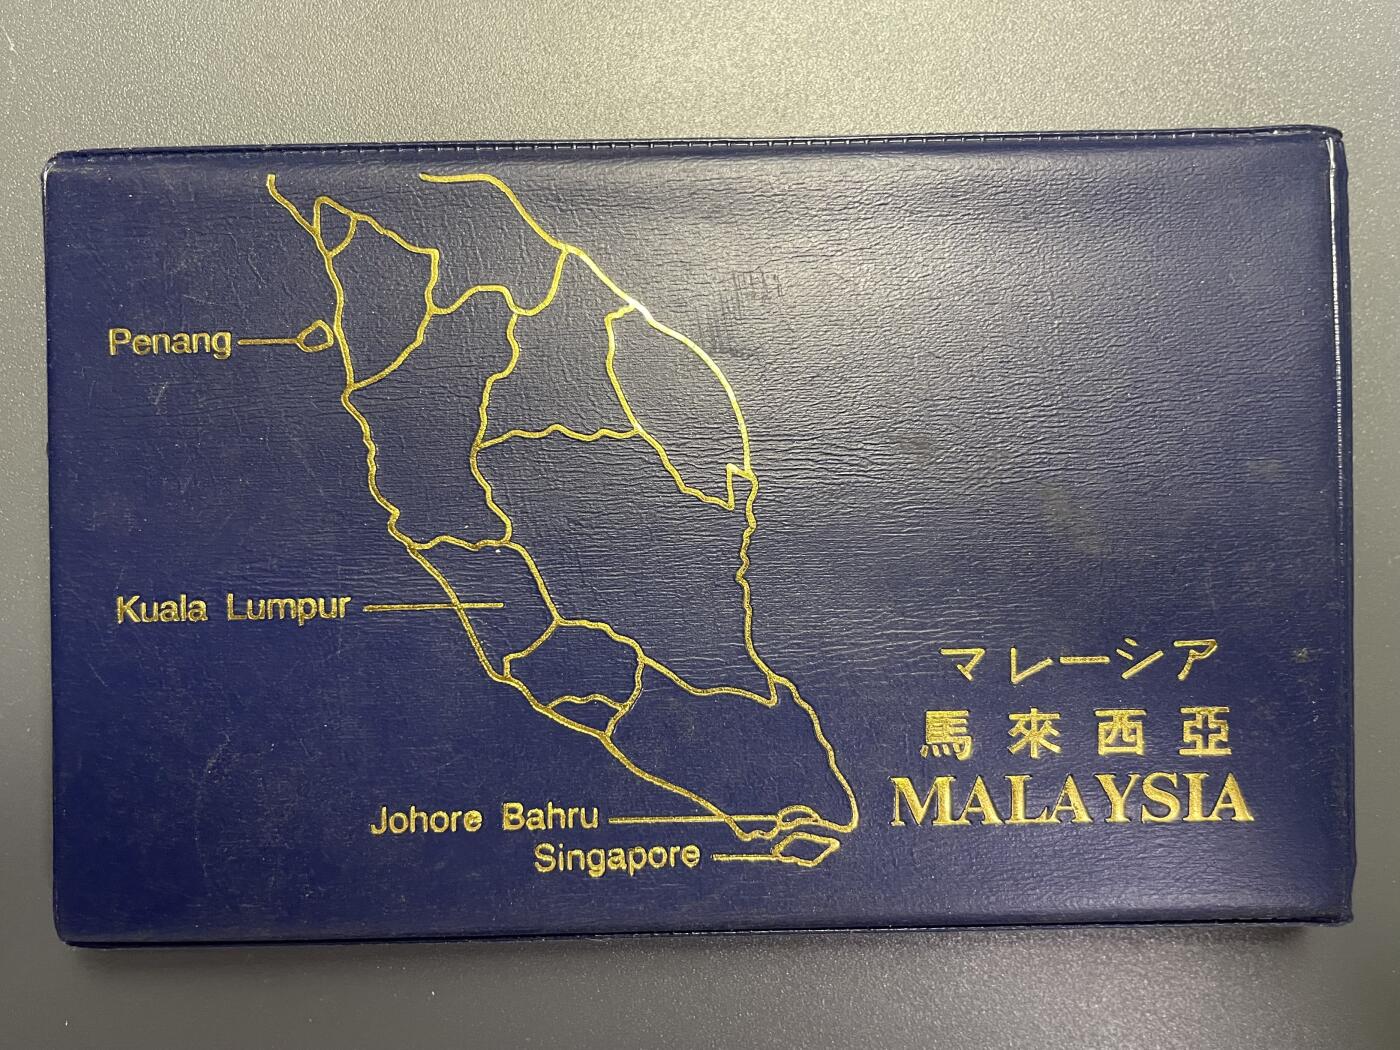 Penang
Kuala Lumpur
Johore Bahru
Singapore
マレーシア
馬來西亞
MALAYSIA